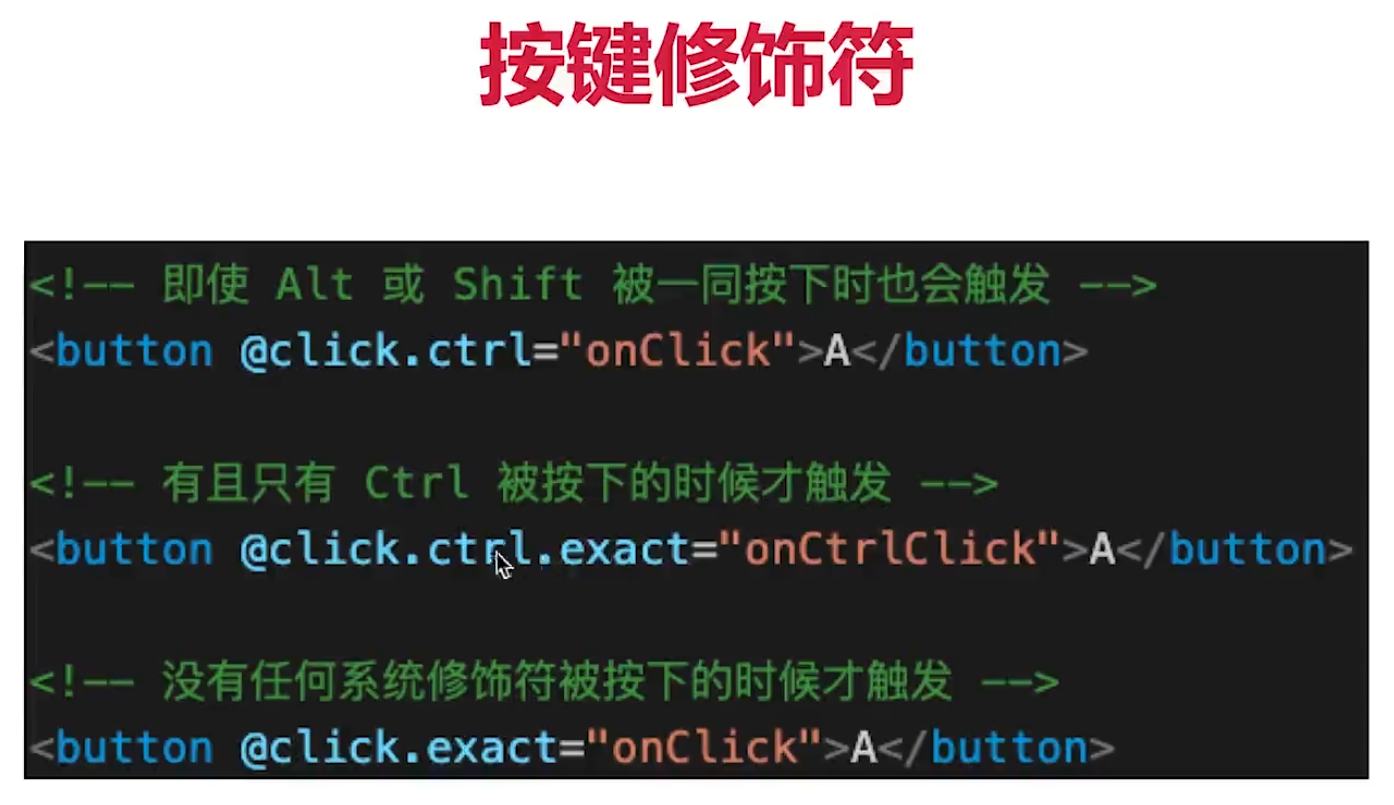 按键修饰符
<!-- 即使 Alt 或 Shift 被一同按下时也会触发 -->
<button @click.ctrl="onClick">A</button>
<!-- 有且只有 Ctrl 被按下的时候才触发 -->
<button @click.ctrl.exact="onCtrlClick">A</button>
<!-- 没有任何系统修饰符被按下的时候才触发 -->
<button @click.exact="onClick">A</button>